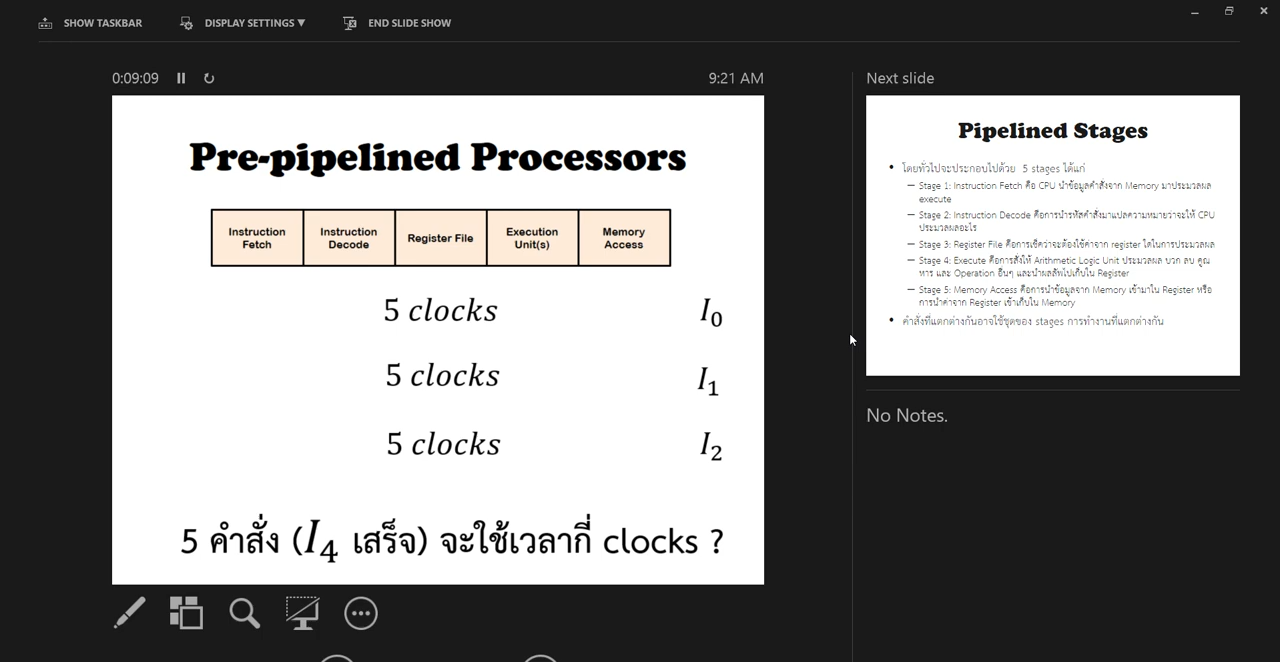 SHOW TASKBAR
DISPLAY SETTINGS ▼
END SLIDE SHOW
0:09:09
9:21 AM
Pre-pipelined Processors
Instruction Fetch
Instruction Decode
Register File
Execution Unit(s)
Memory Access
5 clocks I0
5 clocks I1
5 clocks I2
5 คำสั่ง (I4 เสร็จ) จะใช้เวลากี่ clocks ?
Next slide
Pipelined Stages
• โดยทั่วไปจะประกอบไปด้วย 5 stages ได้แก่
– Stage 1: Instruction Fetch คือ CPU นำข้อมูลคำสั่งจาก Memory มาประมวลผล
execute
– Stage 2: Instruction Decode คือการนำรหัสคำสั่งมาแปลความหมายว่าจะให้ CPU
ประมวลผลอะไร
– Stage 3: Register File คือการเช็คว่าจะต้องใช้ค่าจาก register ใดในการประมวลผล
– Stage 4: Execute คือการสั่งให้ Arithmetic Logic Unit ประมวลผล บวก ลบ คูณ
หาร และ Operation อื่นๆ และนำผลลัพไปเก็บใน Register
– Stage 5: Memory Access คือการนำข้อมูลจาก Memory เข้ามาใน Register หรือ
การนำค่าจาก Register เข้าเก็บใน Memory
• คำสั่งที่แตกต่างกันอาจใช้ชุดของ stages การทำงานที่แตกต่างกัน
No Notes.